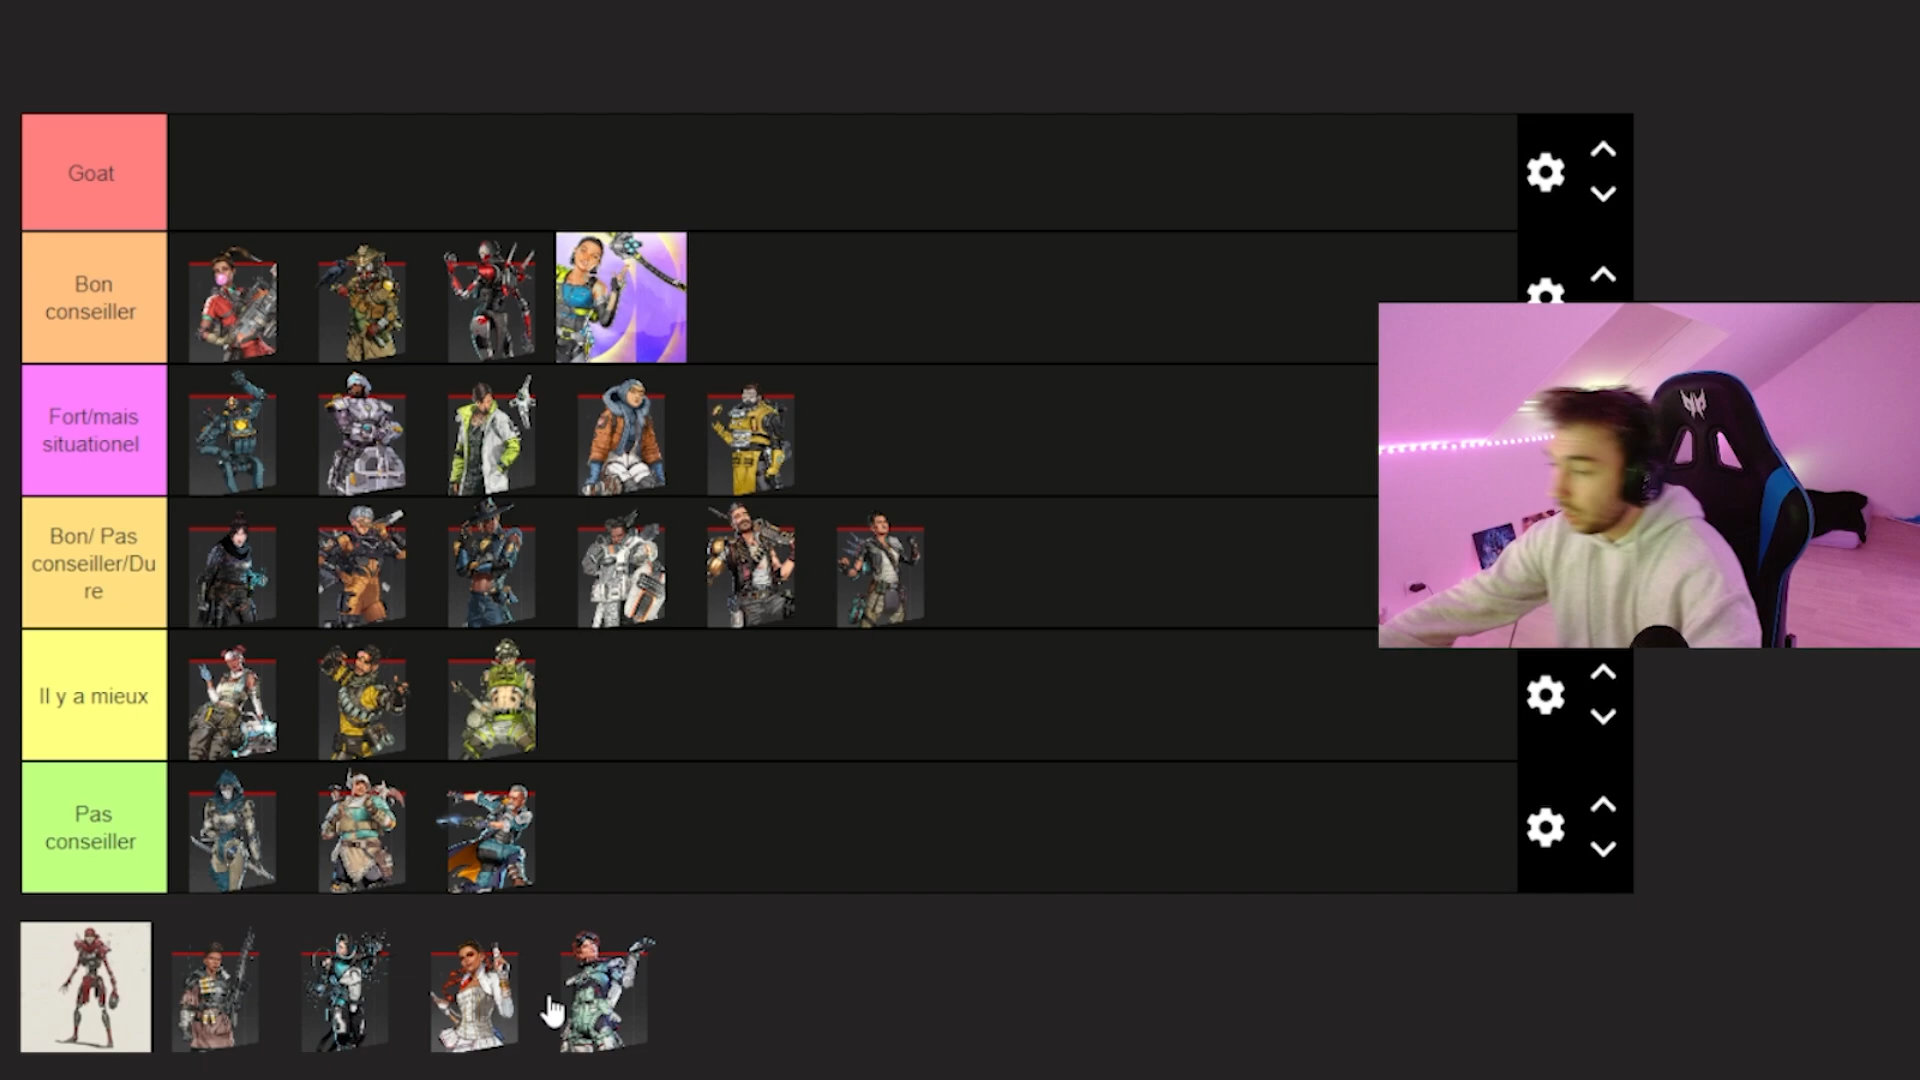 Goat
Bon
conseiller
Fort/mais
situationel
Bon/ Pas
conseiller/Du
re
Il y a mieux
Pas
conseiller